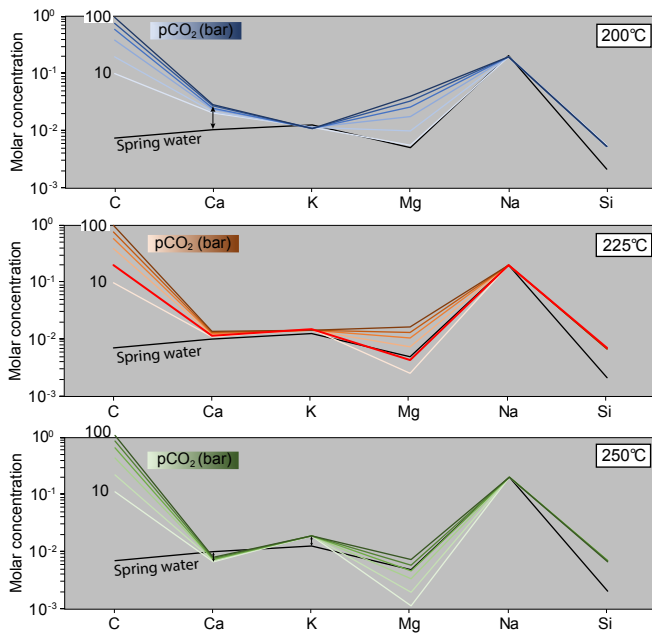 Molar concentration
10⁰
10⁻¹
10⁻²
10⁻³
100
10
pCO₂ (bar)
200℃
Spring water
C Ca K Mg Na Si
Molar concentration
10⁰
10⁻¹
10⁻²
10⁻³
100
10
pCO₂ (bar)
225℃
Spring water
C Ca K Mg Na Si
Molar concentration
10⁰
10⁻¹
10⁻²
10⁻³
100
10
pCO₂ (bar)
250℃
Spring water
C Ca K Mg Na Si